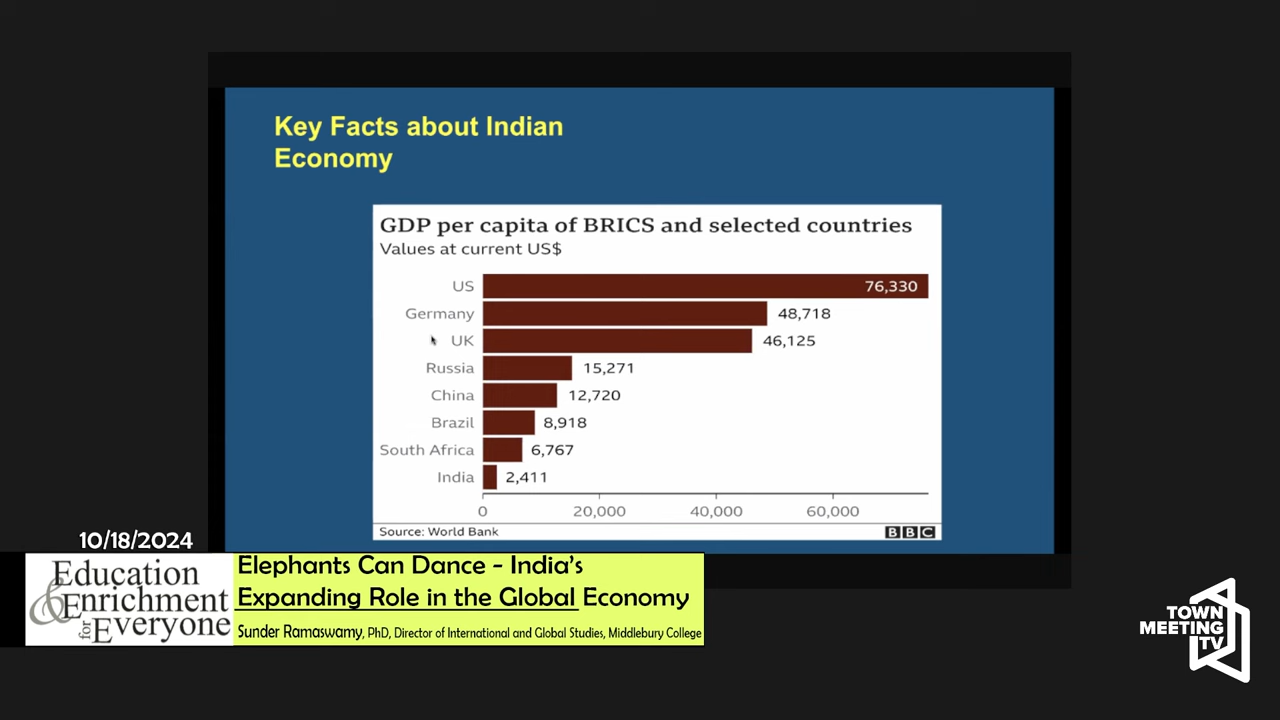 Key Facts about Indian
Economy
GDP per capita of BRICS and selected countries
Values at current US$
US 76,330
Germany 48,718
UK 46,125
Russia 15,271
China 12,720
Brazil 8,918
South Africa 6,767
India 2,411
0 20,000 40,000 60,000
Source: World Bank BBC
10/18/2024
Education
& Enrichment
for Everyone
Elephants Can Dance - India's
Expanding Role in the Global Economy
Sunder Ramaswamy, PhD, Director of International and Global Studies, Middlebury College
TOWN
MEETING
TV